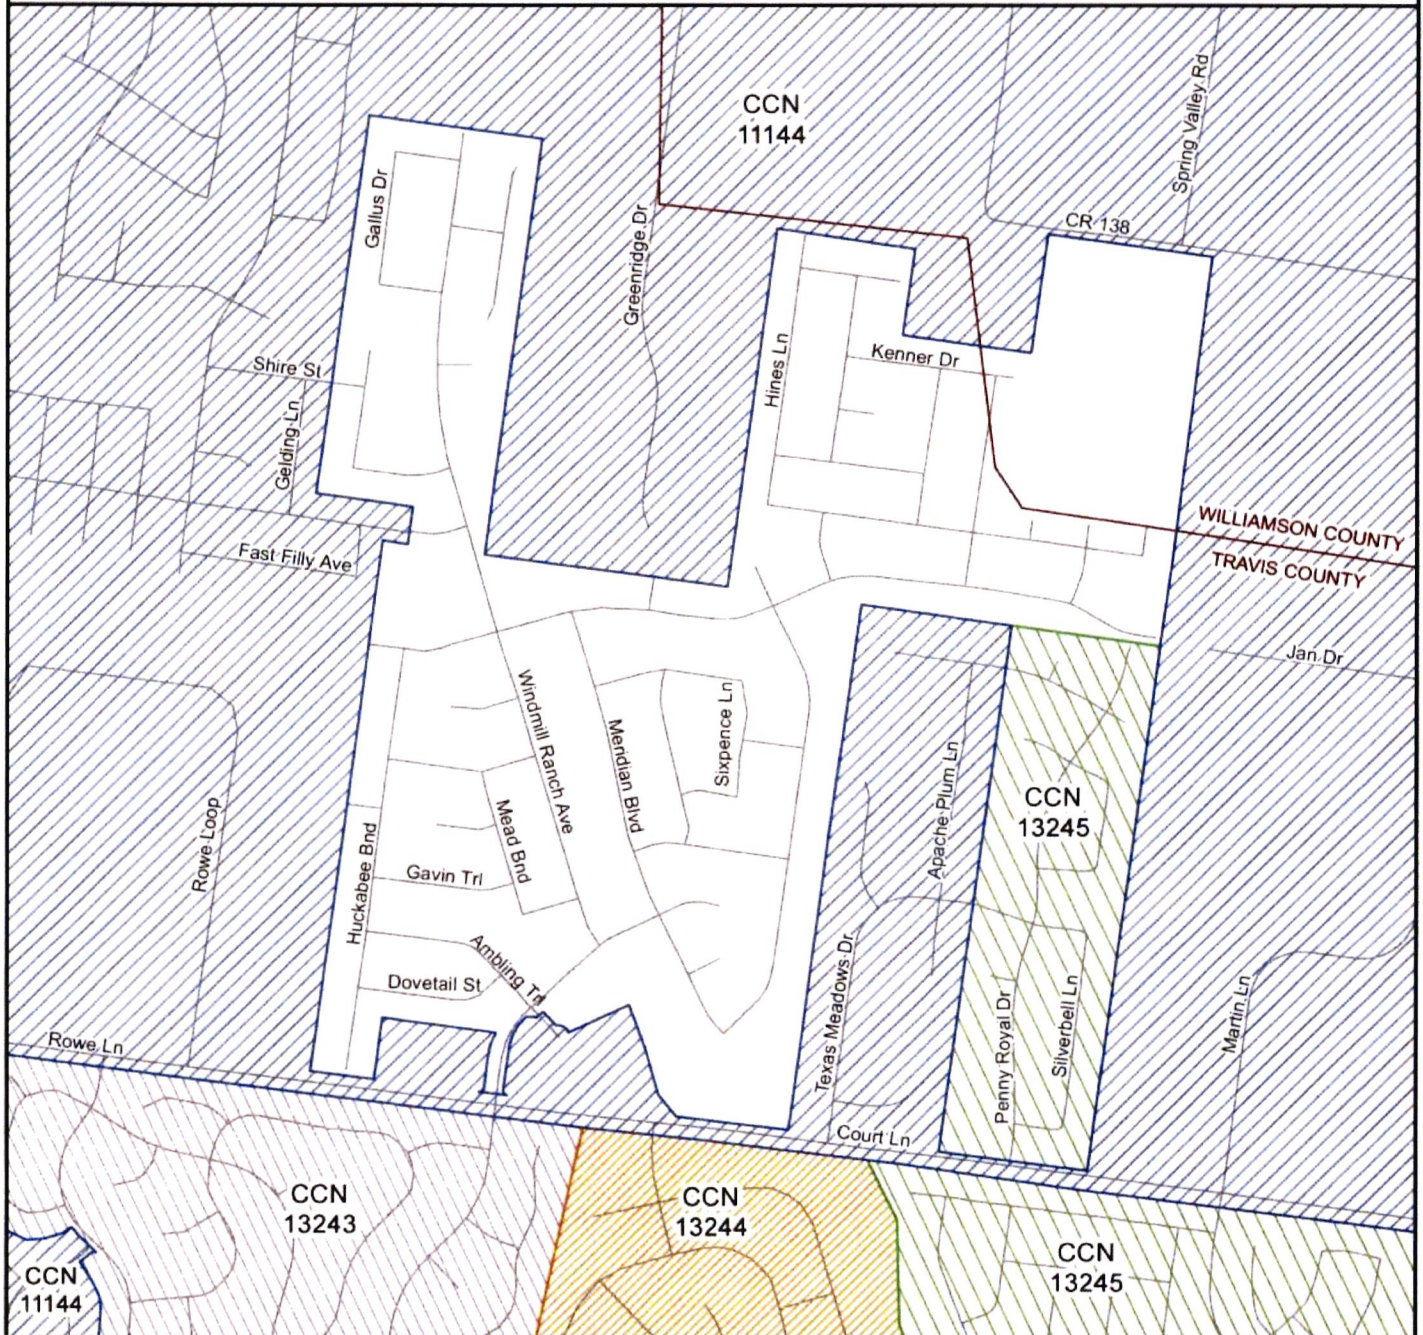 CCN
11144
Spring Valley Rd
Gallus Dr
Greenridge Dr
CR 138
Hines Ln
Kenner Dr
Shire St
Gelding Ln
WILLIAMSON COUNTY
TRAVIS COUNTY
Fast Filly Ave
Jan Dr
Windmill Ranch Ave
Meridian Blvd
Sixpence Ln
Apache Plum Ln
CCN
13245
Rowe Loop
Huckabee Bnd
Mead Bnd
Gavin Trl
Ambling Trl
Dovetail St
Texas Meadows Dr
Penny Royal Dr
Silverbell Ln
Martin Ln
Rowe Ln
Court Ln
CCN
13243
CCN
13244
CCN
13245
CCN
11144